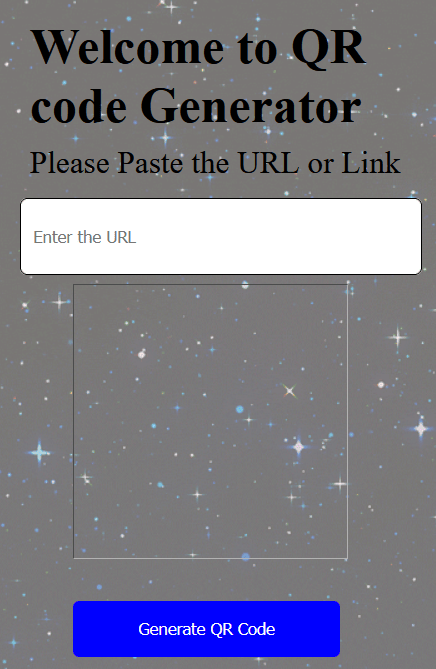 Welcome to QR
code Generator
Please Paste the URL or Link
Enter the URL
Generate QR Code